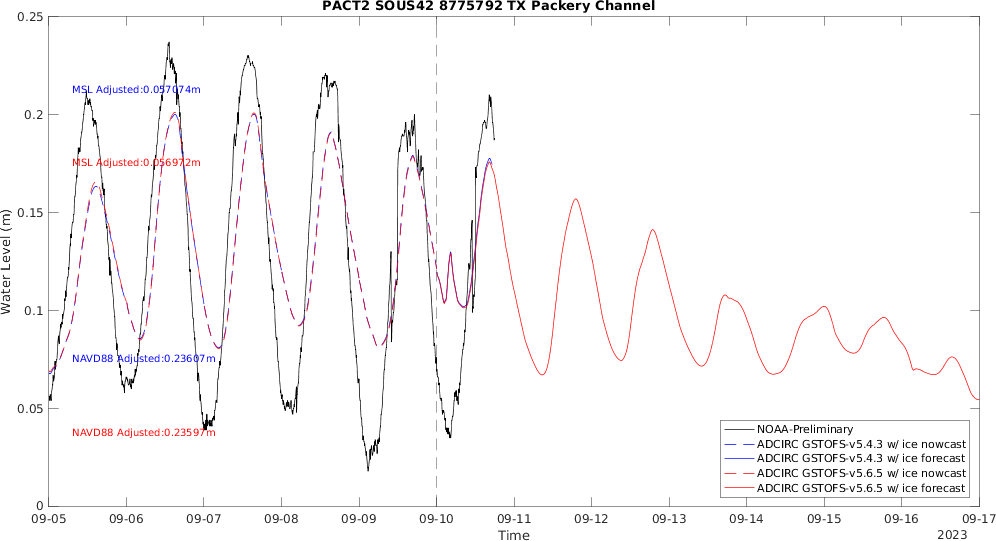 PACT2 SOUS42 8775792 TX Packery Channel
0.25
0.2
0.15
0.1
0.05
0
Water Level (m)
MSL Adjusted:0.057074m
MSL Adjusted:0.056972m
NAVD88 Adjusted:0.23607m
NAVD88 Adjusted:0.23597m
NOAA-Preliminary
ADCIRC GSTOFS-v5.4.3 w/ ice nowcast
ADCIRC GSTOFS-v5.4.3 w/ ice forecast
ADCIRC GSTOFS-v5.6.5 w/ ice nowcast
ADCIRC GSTOFS-v5.6.5 w/ ice forecast
09-05 09-06 09-07 09-08 09-09 09-10 09-11 09-12 09-13 09-14 09-15 09-16 09-17
Time
2023